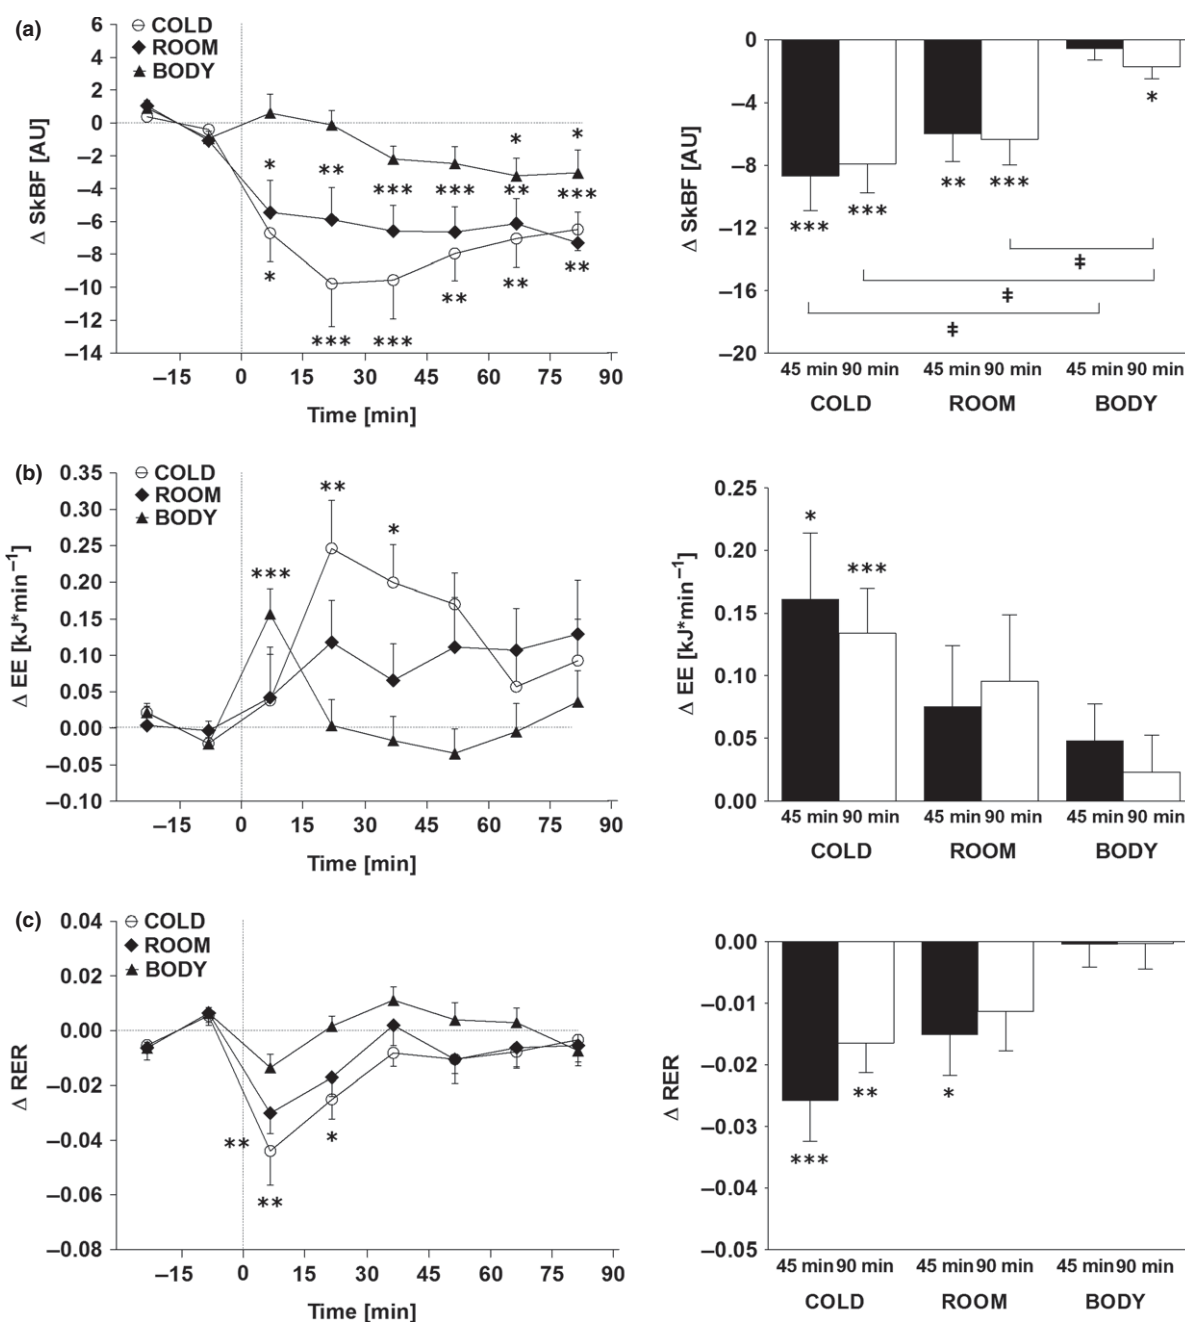 (a)
COLD
ROOM
BODY
6
4
2
0
–2
–4
–6
–8
–10
–12
–14
Δ SkBF [AU]
*
**
***
***
**
***
*
*
*
***
***
**
**
**
–15 0 15 30 45 60 75 90
Time [min]
0
–4
–8
–12
–16
–20
Δ SkBF [AU]
***
***
**
***
*
‡
‡
‡
45 min 90 min 45 min 90 min 45 min 90 min
COLD ROOM BODY
(b)
COLD
ROOM
BODY
0.35
0.30
0.25
0.20
0.15
0.10
0.05
0.00
–0.05
–0.10
Δ EE [kJ*min⁻¹]
***
**
*
–15 0 15 30 45 60 75 90
Time [min]
0.25
0.20
0.15
0.10
0.05
0.00
Δ EE [kJ*min⁻¹]
*
***
45 min 90 min 45 min 90 min 45 min 90 min
COLD ROOM BODY
(c)
COLD
ROOM
BODY
0.04
0.02
0.00
–0.02
–0.04
–0.06
–0.08
Δ RER
**
**
*
–15 0 15 30 45 60 75 90
Time [min]
0.00
–0.01
–0.02
–0.03
–0.04
–0.05
Δ RER
***
**
*
45 min 90 min 45 min 90 min 45 min 90 min
COLD ROOM BODY